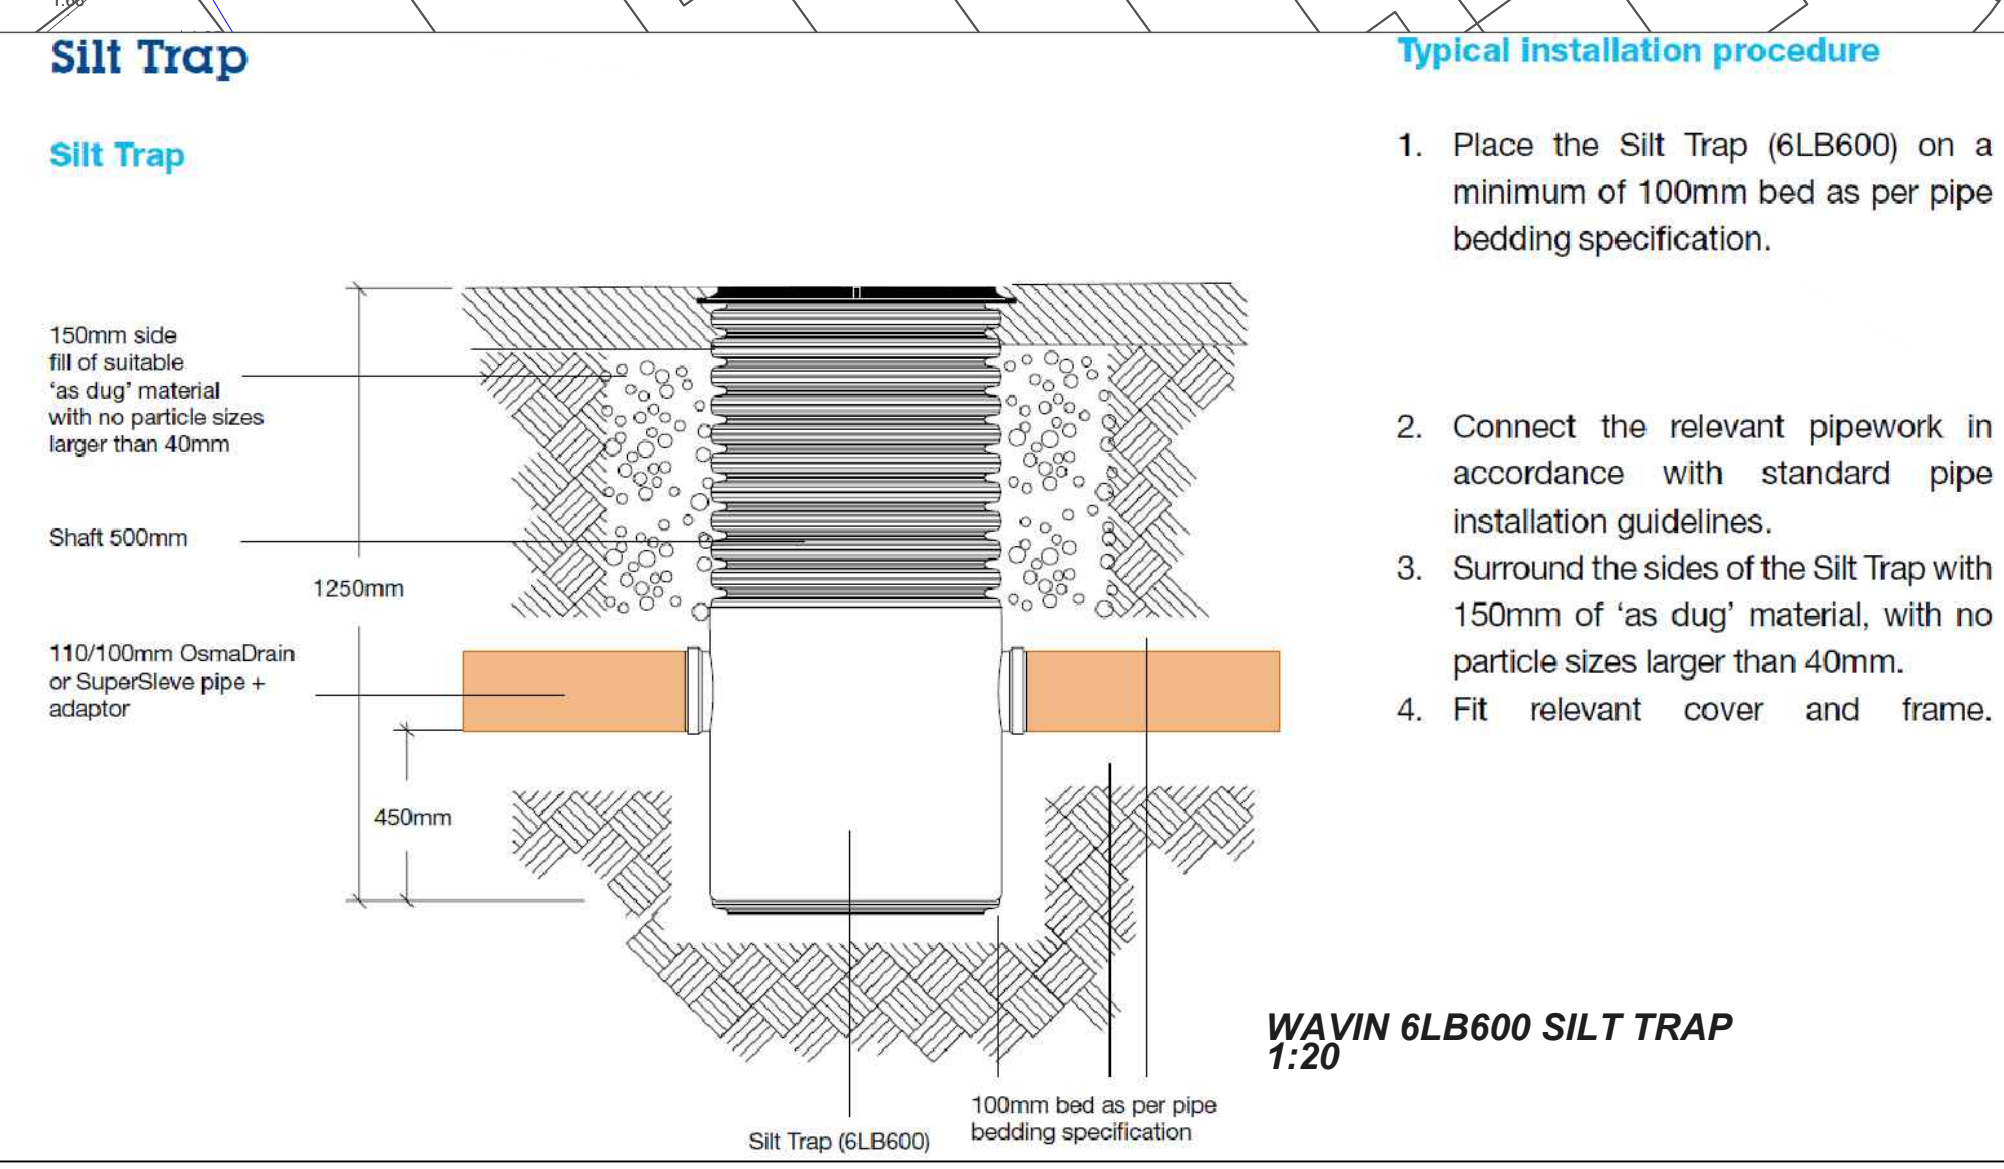 Silt Trap
Silt Trap
150mm side
fill of suitable
‘as dug’ material
with no particle sizes
larger than 40mm
Shaft 500mm
1250mm
110/100mm OsmaDrain
or SuperSleve pipe +
adaptor
450mm
Silt Trap (6LB600)
100mm bed as per pipe
bedding specification
Typical installation procedure
1. Place the Silt Trap (6LB600) on a
minimum of 100mm bed as per pipe
bedding specification.
2. Connect the relevant pipework in
accordance with standard pipe
installation guidelines.
3. Surround the sides of the Silt Trap with
150mm of ‘as dug’ material, with no
particle sizes larger than 40mm.
4. Fit relevant cover and frame.
WAVIN 6LB600 SILT TRAP
1:20